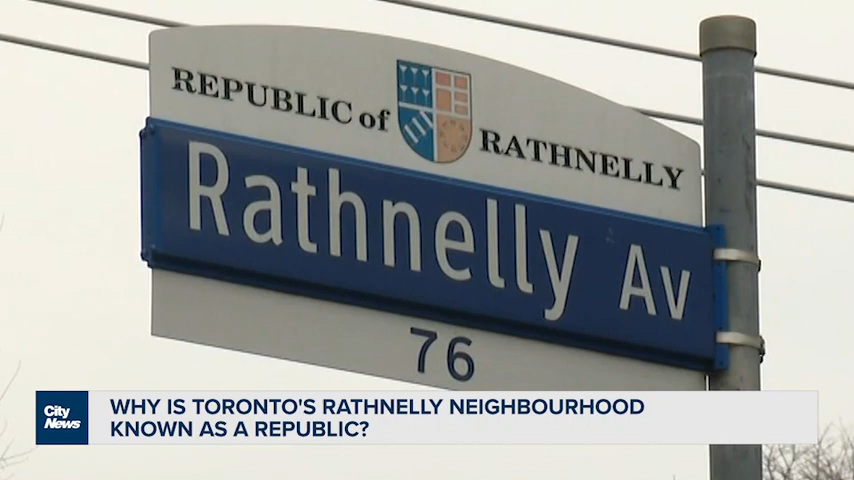 REPUBLIC of RATHNELLY
Rathnelly Av
76
City
News
WHY IS TORONTO'S RATHNELLY NEIGHBOURHOOD
KNOWN AS A REPUBLIC?